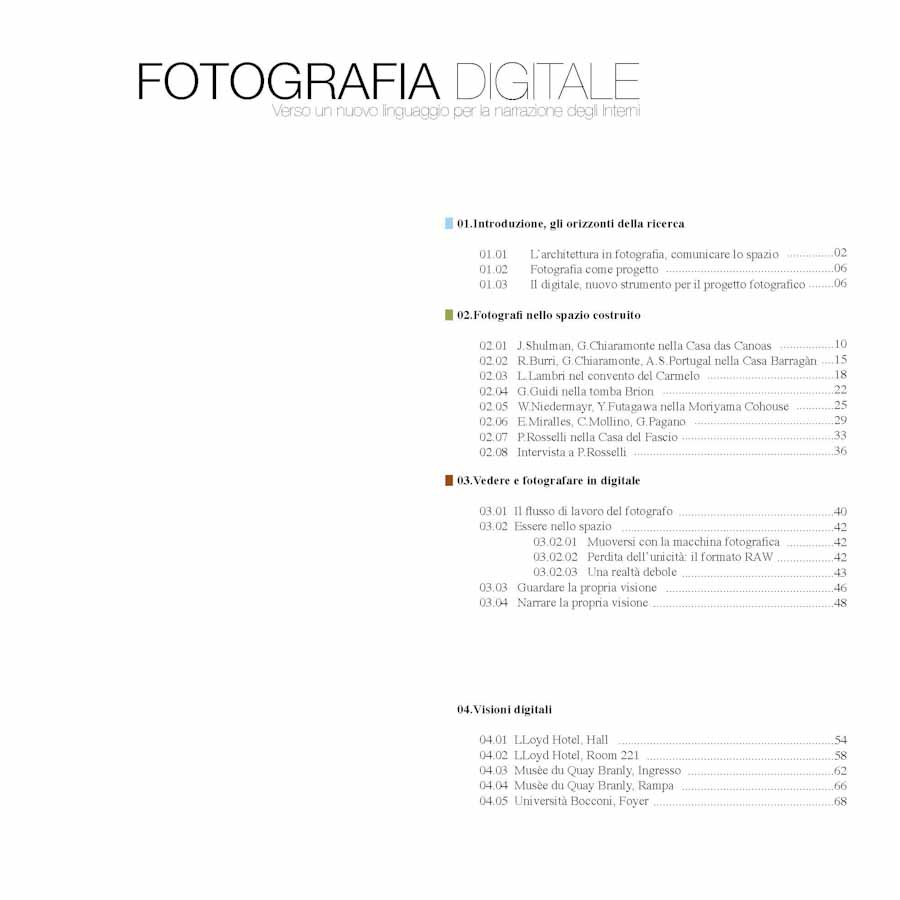 FOTOGRAFIA DIGITALE
Verso un nuovo linguaggio per la narrazione degli Interni
01.Introduzione, gli orizzonti della ricerca
01.01 L'architettura in fotografia, comunicare lo spazio ................02
01.02 Fotografia come progetto ........................................................06
01.03 Il digitale, nuovo strumento per il progetto fotografico ........06
02.Fotografi nello spazio costruito
02.01 J.Shulman, G.Chiaramonte nella Casa das Canoas ..................10
02.02 R.Burri, G.Chiaramonte, A.S.Portugal nella Casa Barragàn ....15
02.03 L.Lambri nel convento del Carmelo ..........................................18
02.04 G.Guidi nella tomba Brion .........................................................22
02.05 W.Niedermayr, Y.Futagawa nella Moriyama Cohouse ............25
02.06 E.Miralles, C.Mollino, G.Pagano ..............................................29
02.07 P.Rosselli nella Casa del Fascio ..................................................33
02.08 Intervista a P.Rosselli ..................................................................36
03.Vedere e fotografare in digitale
03.01 Il flusso di lavoro del fotografo ....................................................40
03.02 Essere nello spazio ......................................................................42
03.02.01 Muoversi con la macchina fotografica ................42
03.02.02 Perdita dell'unicità: il formato RAW ...................42
03.02.03 Una realtà debole ..................................................43
03.03 Guardare la propria visione ........................................................46
03.04 Narrare la propria visione ............................................................48
04.Visioni digitali
04.01 LLoyd Hotel, Hall ........................................................................54
04.02 LLoyd Hotel, Room 221 ..............................................................58
04.03 Musèe du Quay Branly, Ingresso ................................................62
04.04 Musèe du Quay Branly, Rampa ..................................................66
04.05 Università Bocconi, Foyer ............................................................68